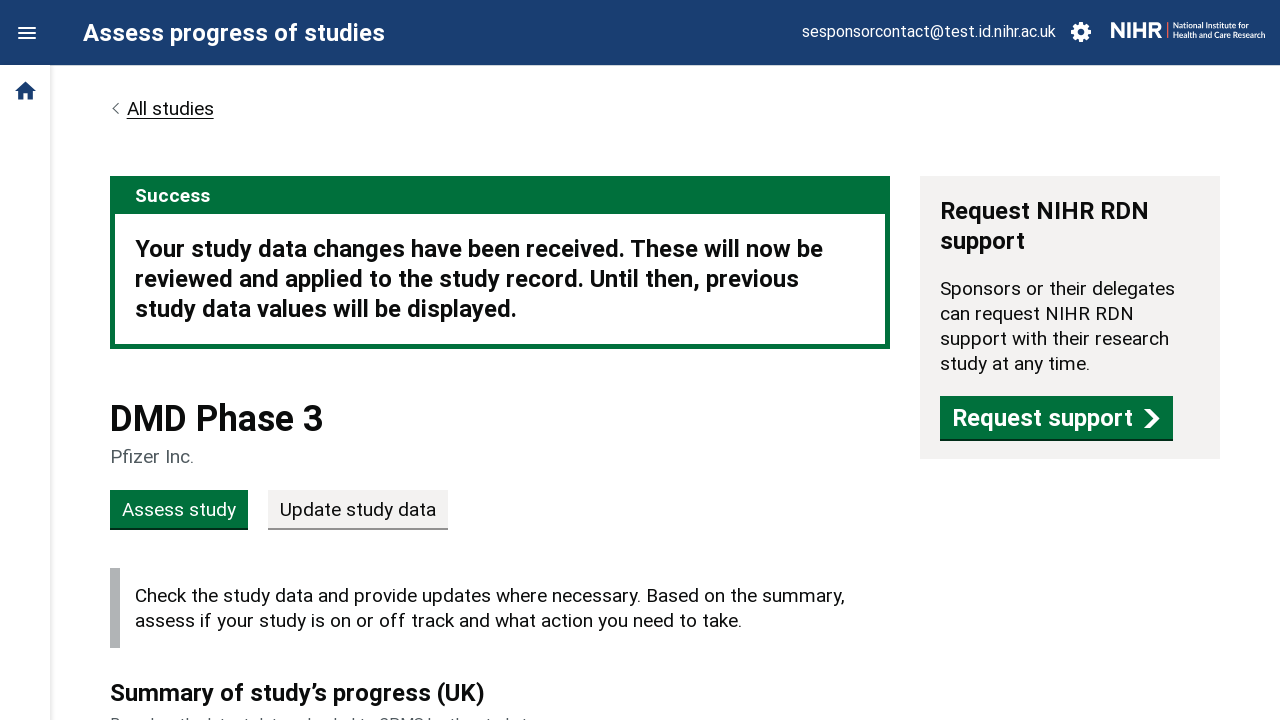 Assess progress of studies
sesponsorcontact@test.id.nihr.ac.uk
NIHR | National Institute for
Health and Care Research
All studies
Success
Your study data changes have been received. These will now be
reviewed and applied to the study record. Until then, previous
study data values will be displayed.
Request NIHR RDN
support
Sponsors or their delegates
can request NIHR RDN
support with their research
study at any time.
Request support
DMD Phase 3
Pfizer Inc.
Assess study
Update study data
Check the study data and provide updates where necessary. Based on the summary,
assess if your study is on or off track and what action you need to take.
Summary of study’s progress (UK)